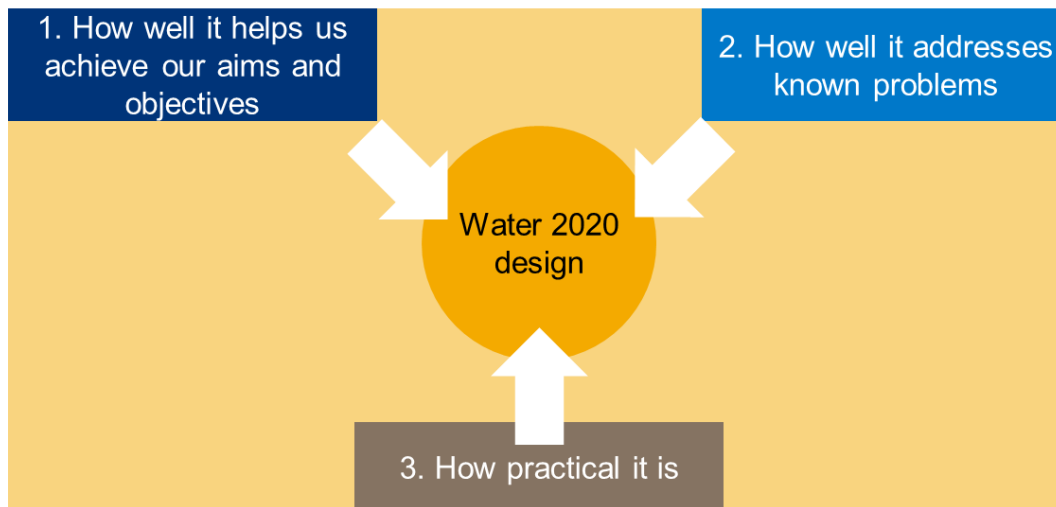 1. How well it helps us
achieve our aims and
objectives
2. How well it addresses
known problems
Water 2020
design
3. How practical it is